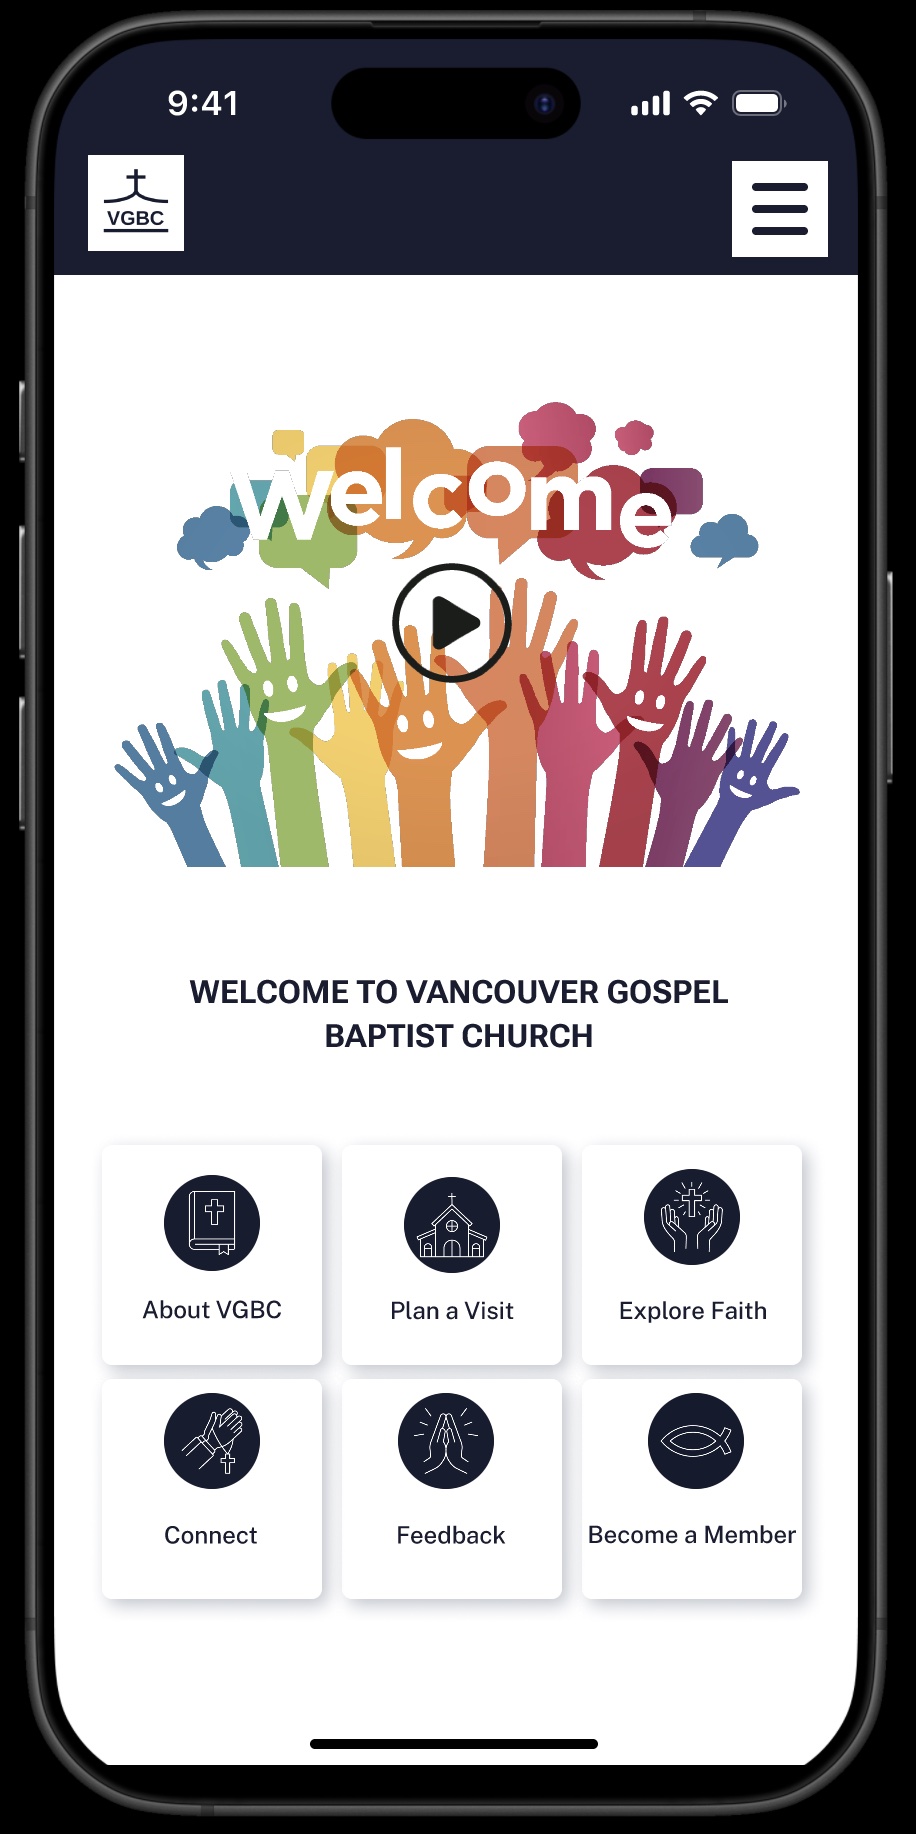 9:41
VGBC
welcome
WELCOME TO VANCOUVER GOSPEL
BAPTIST CHURCH
About VGBC
Plan a Visit
Explore Faith
Connect
Feedback
Become a Member